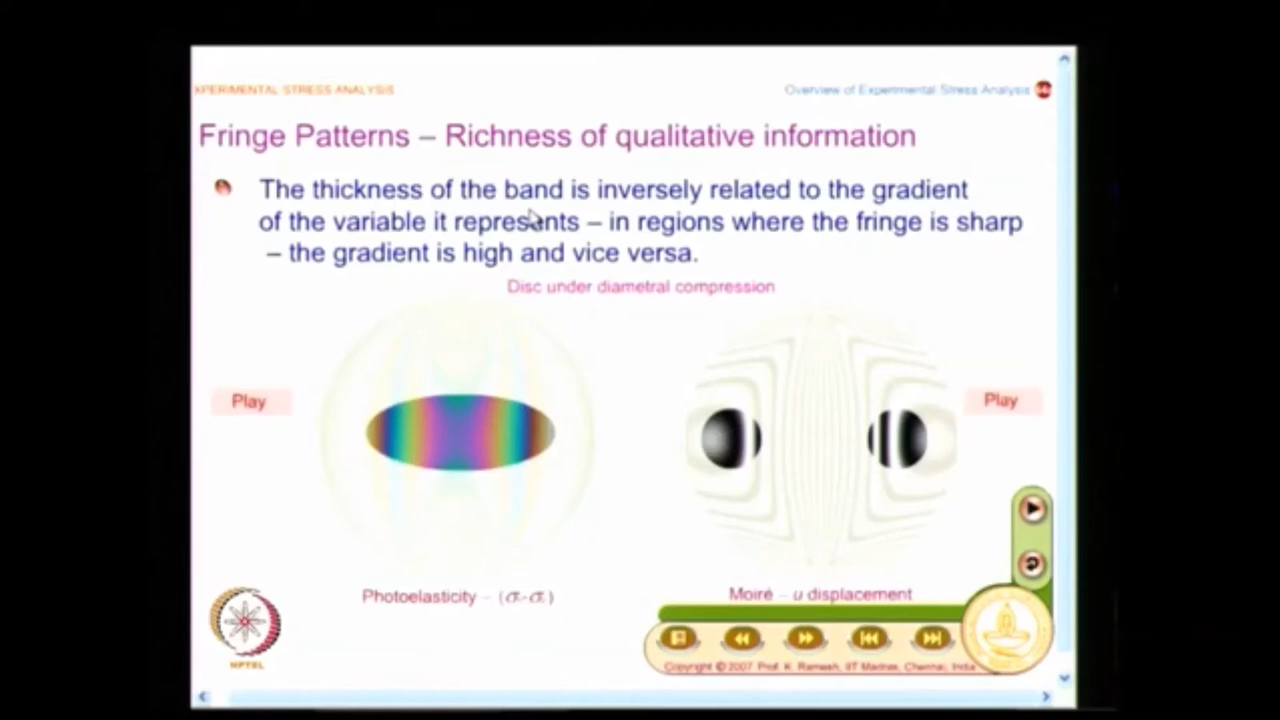 XPERIMENTAL STRESS ANALYSIS
Overview of Experimental Stress Analysis
Fringe Patterns – Richness of qualitative information
The thickness of the band is inversely related to the gradient
of the variable it represents – in regions where the fringe is sharp
– the gradient is high and vice versa.
Disc under diametral compression
Play
Play
Photoelasticity –
Moiré – u displacement
NPTEL
Copyright © 2007 Prof. K. Ramesh, IIT Madras, Chennai, India